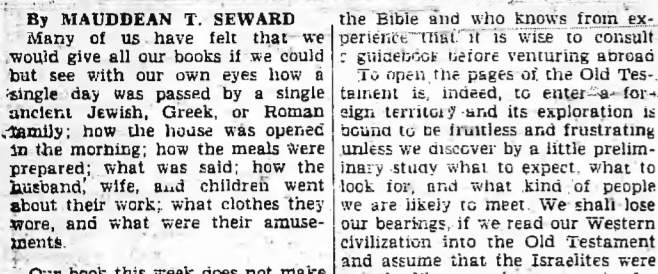 By MAUDDEAN T. SEWARD
Many of us have felt that we
would give all our books if we could
but see with our own eyes how a
single day was passed by a single
ancient Jewish, Greek, or Roman
family; how the house was opened
in the morning; how the meals were
prepared; what was said; how the
husband, wife, and children went
about their work; what clothes they
wore, and what were their amuse-
ments.
Our book this week does not make
the Bible and who knows from ex-
perience that it is wise to consult
guidebook before venturing abroad
To open the pages of the Old Tes-
tament is, indeed, to enter a for-
eign territory and its exploration is
bound to be fruitless and frustrating
unless we discover by a little prelim-
inary study what to expect, what to
look for, and what kind of people
we are likely to meet. We shall lose
our bearings, if we read our Western
civilization into the Old Testament
and assume that the Israelites were